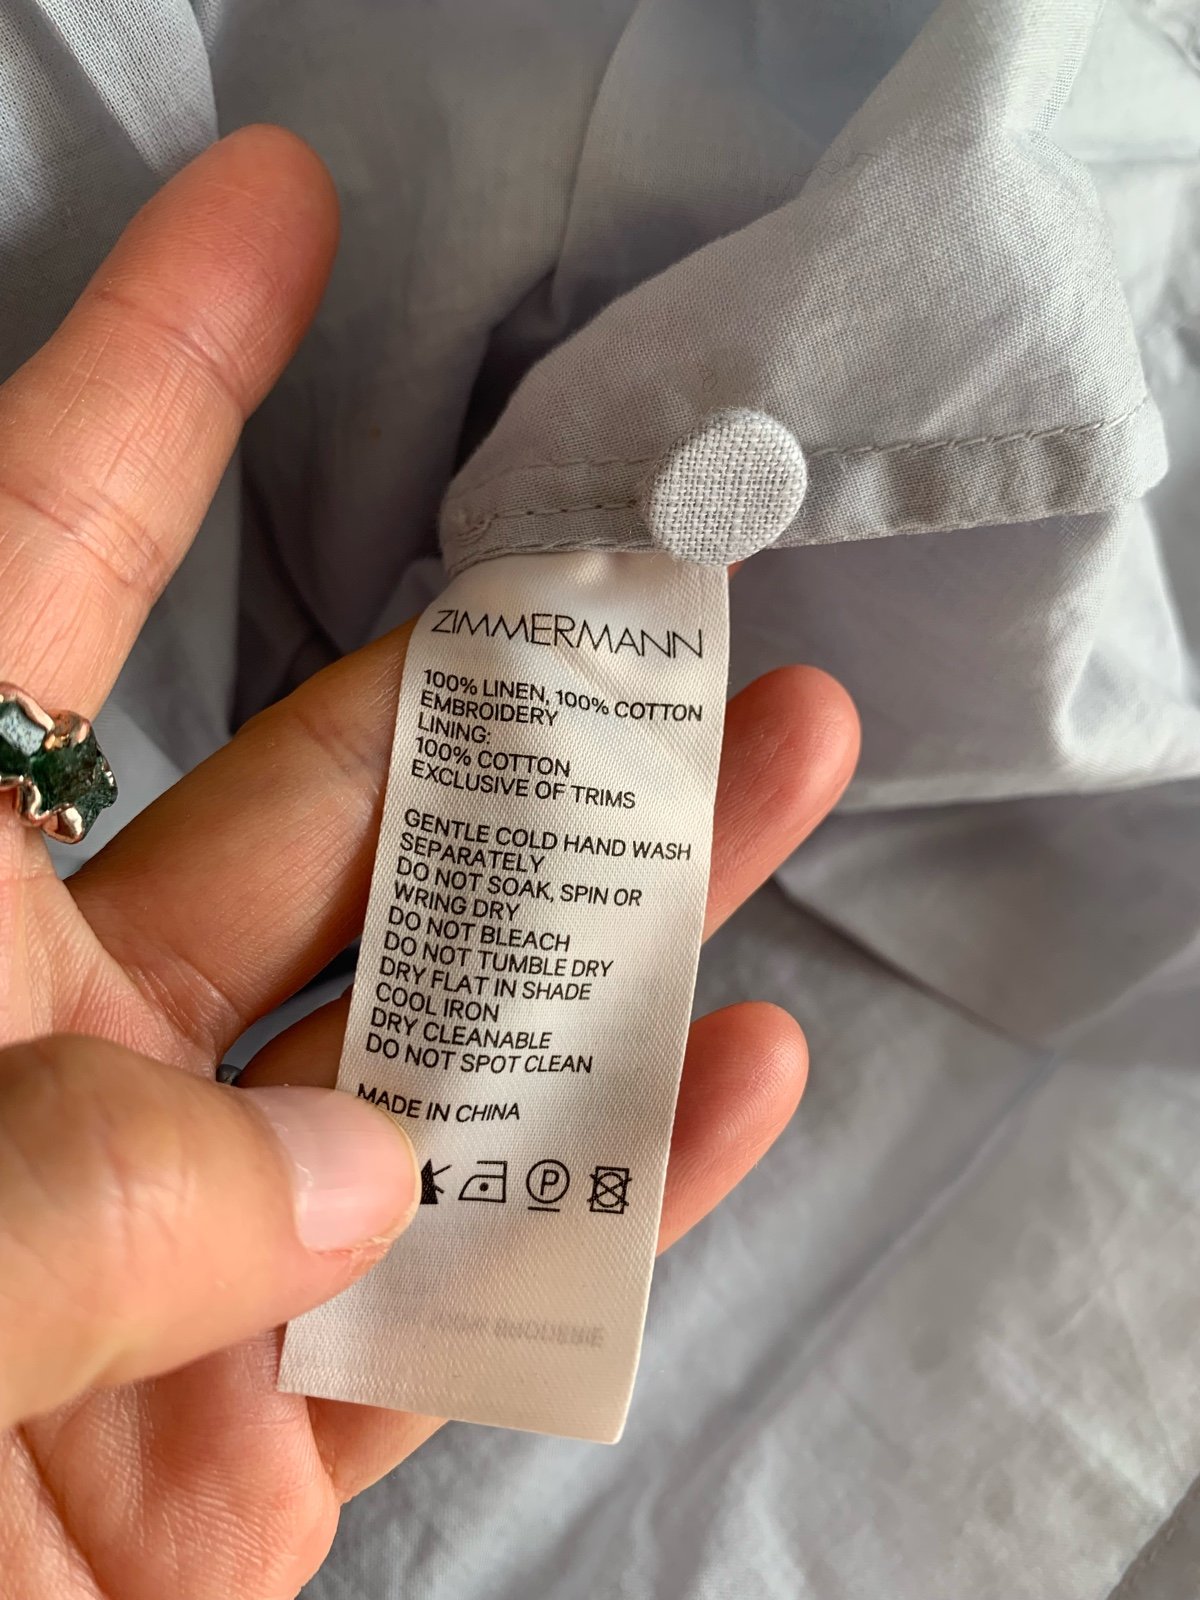 ZIMMERMANN
100% LINEN, 100% COTTON
EMBROIDERY
LINING:
100% COTTON
EXCLUSIVE OF TRIMS
GENTLE COLD HAND WASH
SEPARATELY
DO NOT SOAK, SPIN OR
WRING DRY
DO NOT BLEACH
DO NOT TUMBLE DRY
DRY FLAT IN SHADE
COOL IRON
DRY CLEANABLE
DO NOT SPOT CLEAN
MADE IN CHINA
P